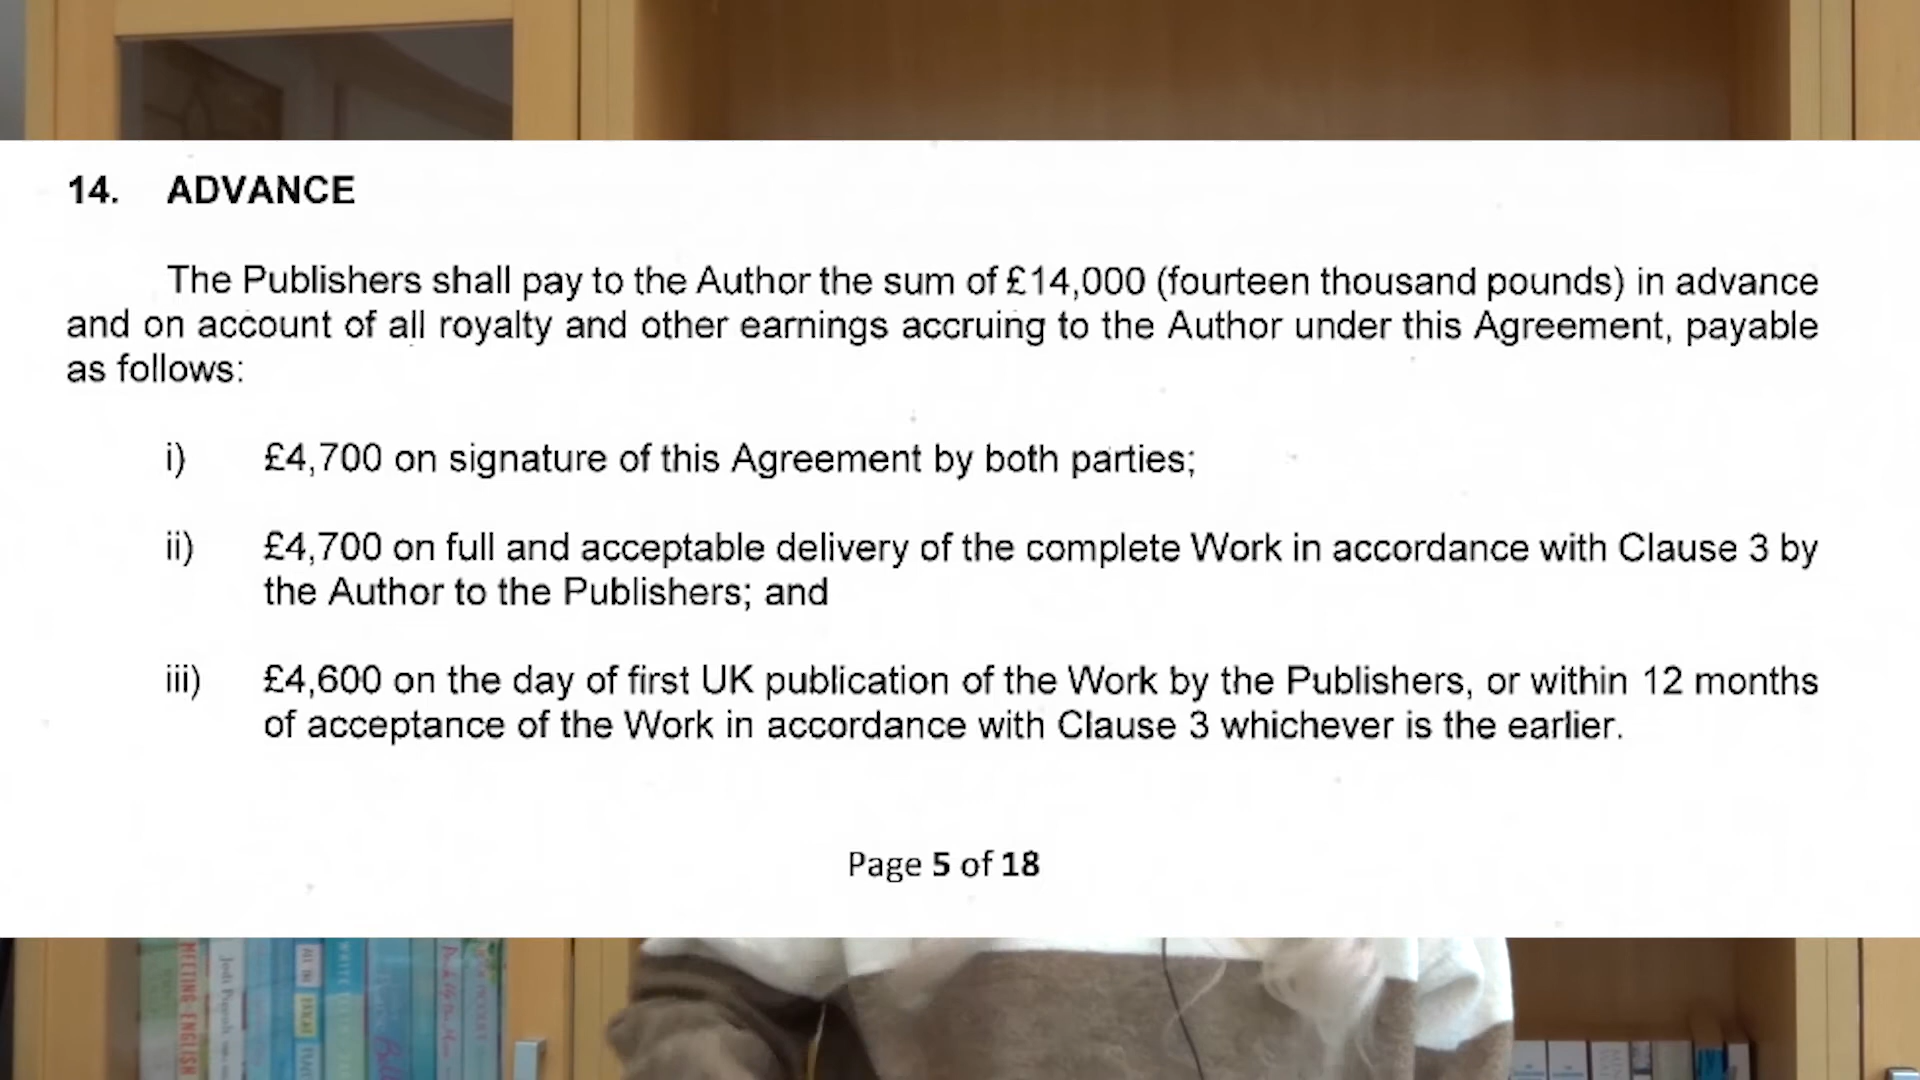 14. ADVANCE
The Publishers shall pay to the Author the sum of £14,000 (fourteen thousand pounds) in advance
and on account of all royalty and other earnings accruing to the Author under this Agreement, payable
as follows:
i) £4,700 on signature of this Agreement by both parties;
ii) £4,700 on full and acceptable delivery of the complete Work in accordance with Clause 3 by
the Author to the Publishers; and
iii) £4,600 on the day of first UK publication of the Work by the Publishers, or within 12 months
of acceptance of the Work in accordance with Clause 3 whichever is the earlier.
Page 5 of 18
MEETING ENGLISH
Jodi Picoult
WRITE